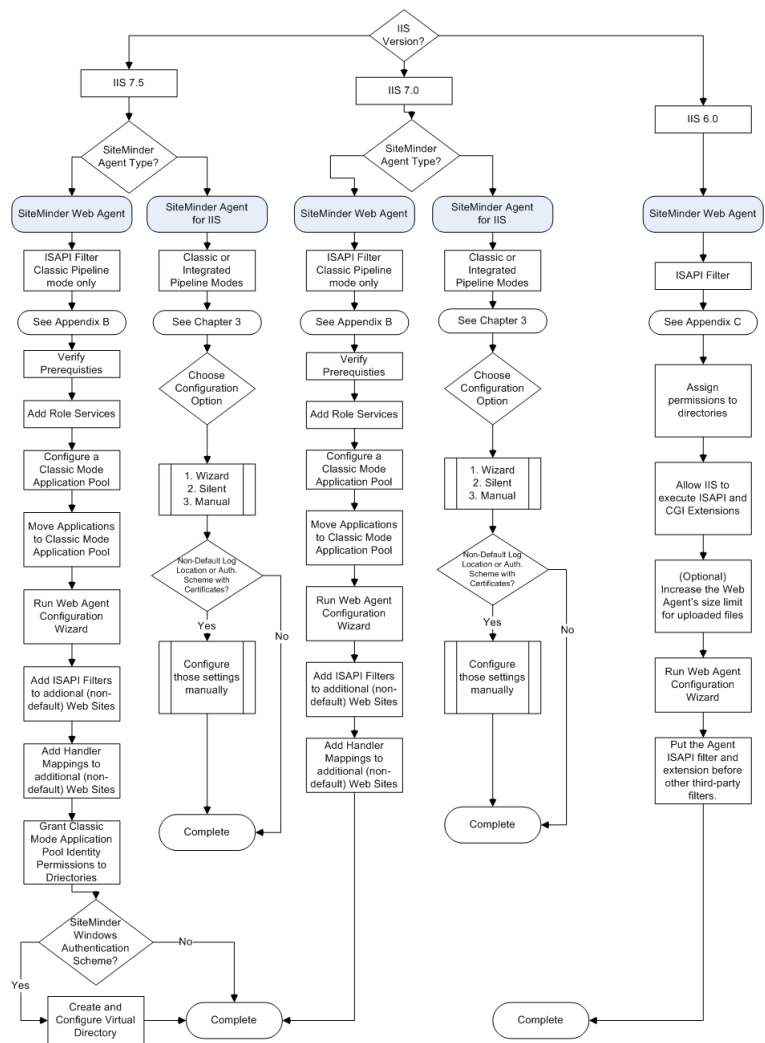 IIS
Version?
IIS 7.5
IIS 7.0
IIS 6.0
SiteMinder
Agent Type?
SiteMinder
Agent Type?
SiteMinder Web Agent
SiteMinder Agent
for IIS
SiteMinder Web Agent
SiteMinder Agent
for IIS
SiteMinder Web Agent
ISAPI Filter
Classic Pipeline
mode only
Classic or
Integrated
Pipeline Modes
ISAPI Filter
Classic Pipeline
mode only
Classic or
Integrated
Pipeline Modes
ISAPI Filter
See Appendix B
See Chapter 3
See Appendix B
See Chapter 3
See Appendix C
Verify
Prerequisties
Add Role Services
Configure a
Classic Mode
Application Pool
Move Applications
to Classic Mode
Application Pool
Run Web Agent
Configuration
Wizard
Add ISAPI Filters
to addional (non-
default) Web Sites
Add Handler
Mappings to
additional (non-
default) Web Sites
Grant Classic
Mode Application
Pool Identity
Permissions to
Driectories
SiteMinder
Windows
Authentication
Scheme?
No
Yes
Create and
Configure Virtual
Directory
Complete
Choose
Configuration
Option
1. Wizard
2. Silent
3. Manual
Non-Default Log
Location or Auth.
Scheme with
Certificates?
Yes
No
Configure
those settings
manually
Complete
Verify
Prerequisties
Add Role Services
Configure a
Classic Mode
Application Pool
Move Applications
to Classic Mode
Application Pool
Run Web Agent
Configuration
Wizard
Add ISAPI Filters
to additional (non-
default) Web Sites
Add Handler
Mappings to
additional (non-
default) Web Sites
Choose
Configuration
Option
1. Wizard
2. Silent
3. Manual
Non-Default Log
Location or Auth.
Scheme with
Certificates?
Yes
No
Configure
those settings
manually
Complete
Assign
permissions to
directories
Allow IIS to
execute ISAPI and
CGI Extensions
(Optional)
Increase the Web
Agent's size limit
for uploaded files
Run Web Agent
Configuration
Wizard
Put the Agent
ISAPI filter and
extension before
other third-party
filters.
Complete